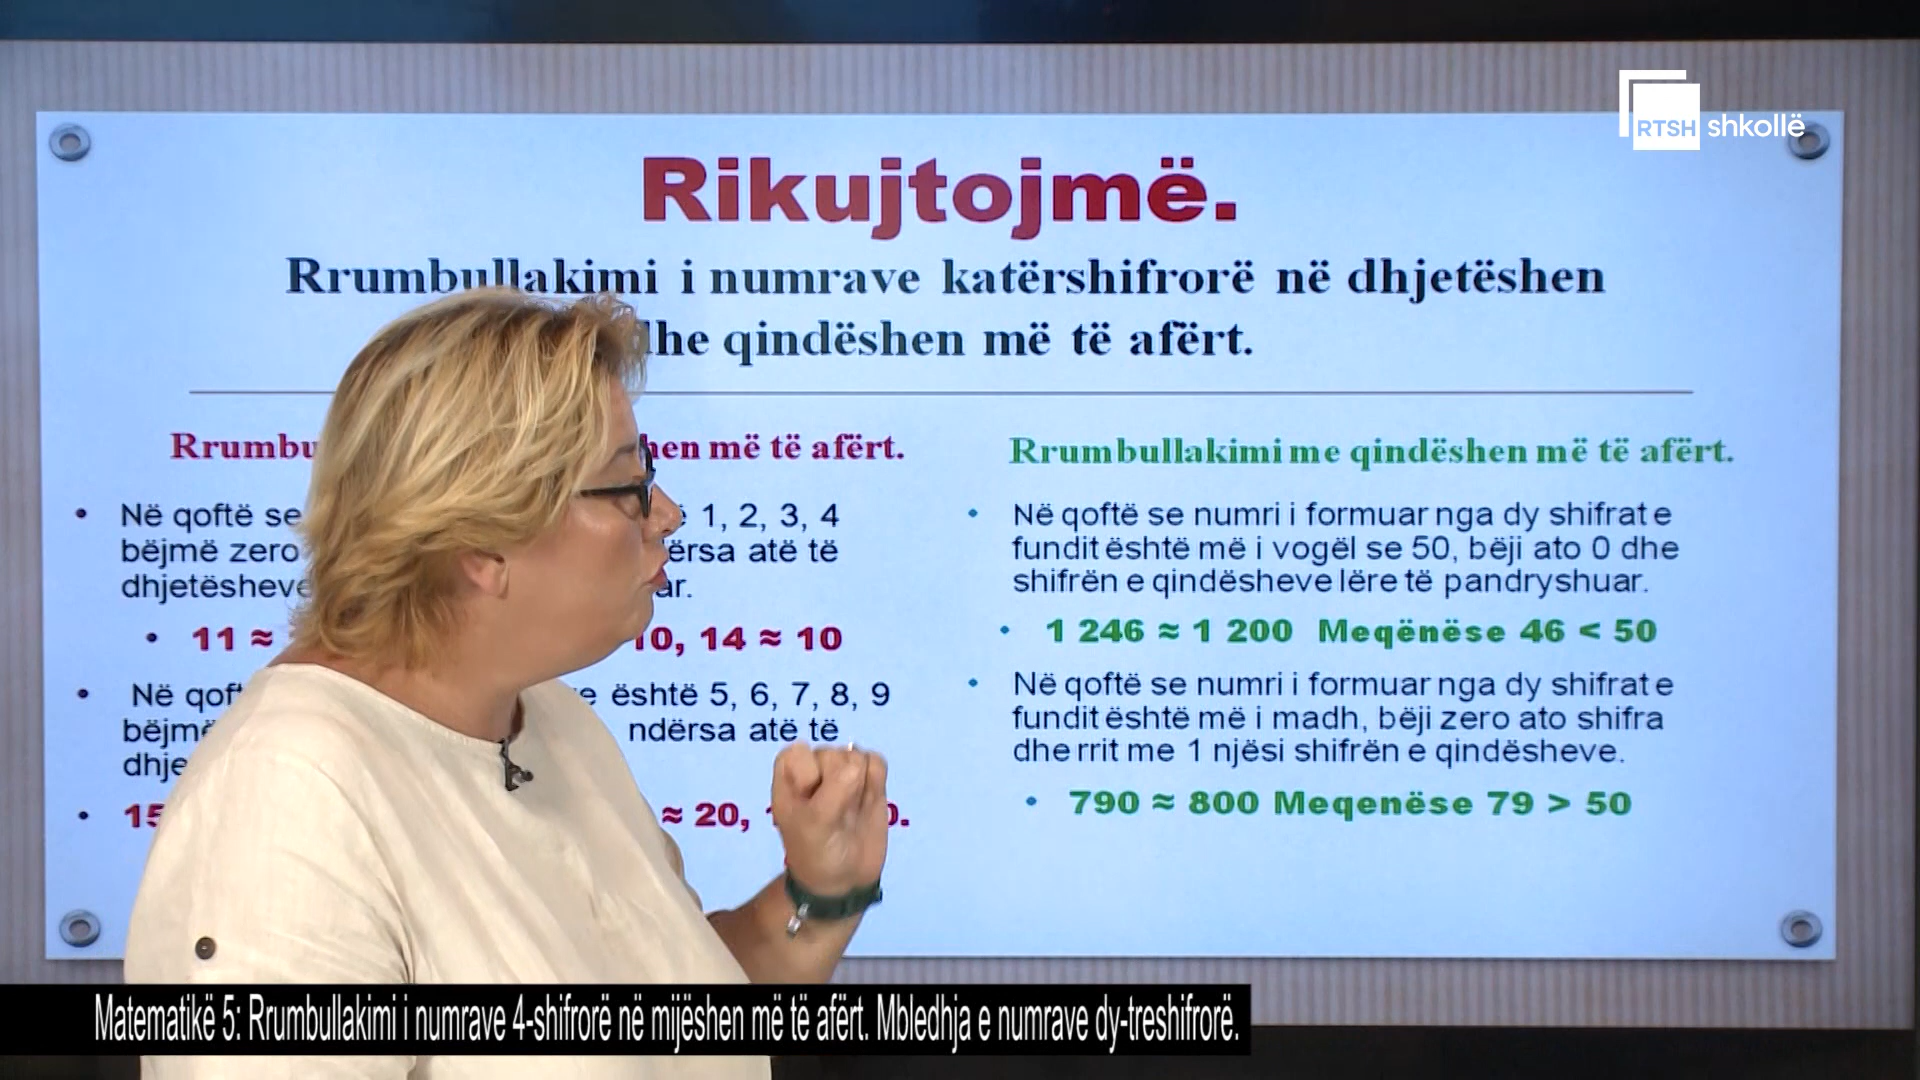 RTSH shkollë
Rikujtojmë.
Rrumbullakimi i numrave katërshifrorë në dhjetëshen
dhe qindëshen më të afërt.
më të afërt.
Në qoftë se 1, 2, 3, 4
bëjmë zero ndërsa atë të
dhjetësheve
11 ≈ 10, 14 ≈ 10
Në është 5, 6, 7, 8, 9
bëjmë ndërsa atë të
≈ 20,
Rrumbullakimi me qindëshen më të afërt.
Në qoftë se numri i formuar nga dy shifrat e
fundit është më i vogël se 50, bëji ato 0 dhe
shifrën e qindësheve lëre të pandryshuar.
1 246 ≈ 1 200 Meqënëse 46 < 50
Në qoftë se numri i formuar nga dy shifrat e
fundit është më i madh, bëji zero ato shifra
dhe rrit me 1 njësi shifrën e qindësheve.
790 ≈ 800 Meqenëse 79 > 50
Matematikë 5: Rrumbullakimi i numrave 4-shifrorë në mijëshen më të afërt. Mbledhja e numrave dy-treshifrorë.